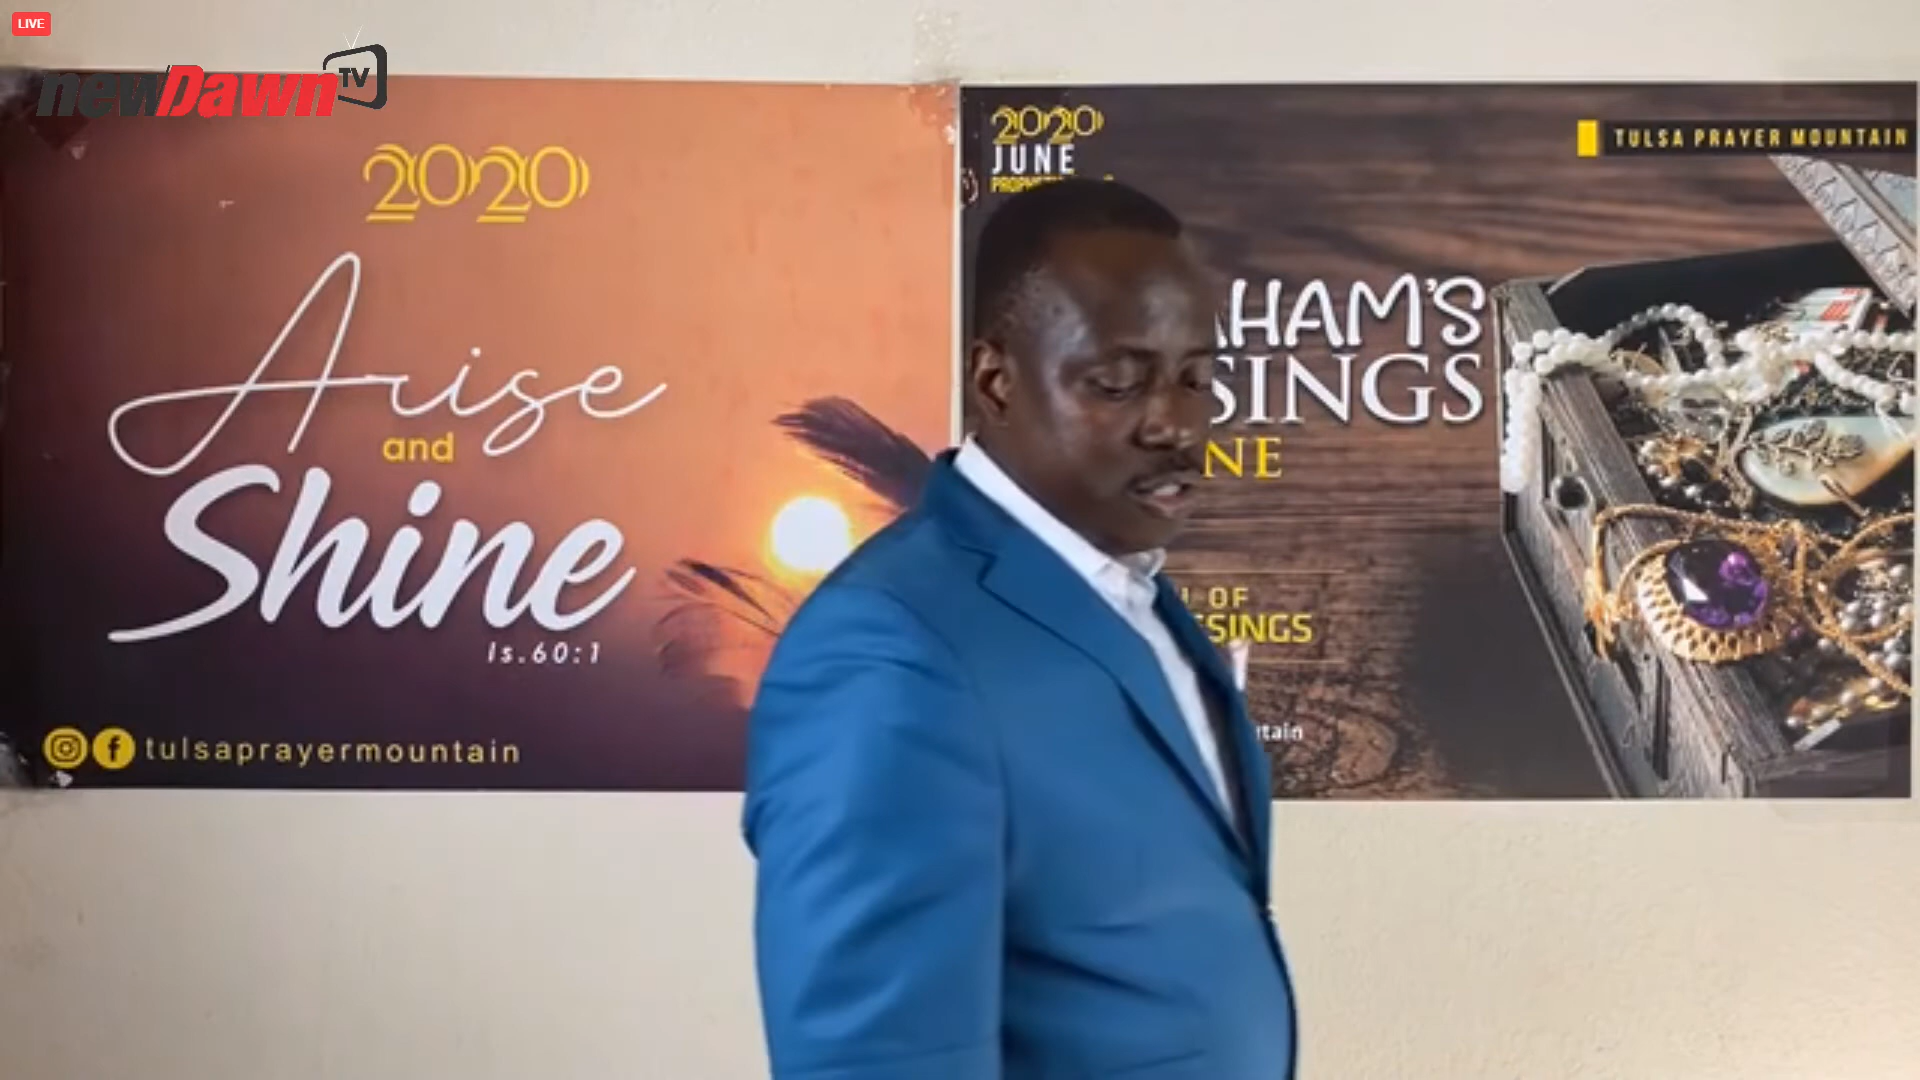 LIVE
newDawn TV
2020
Arise
and
Shine
Is.60:1
tulsaprayermountain
2020
JUNE
TULSA PRAYER MOUNTAIN
HAM'S
SINGS
NE
OF
SSINGS
tain